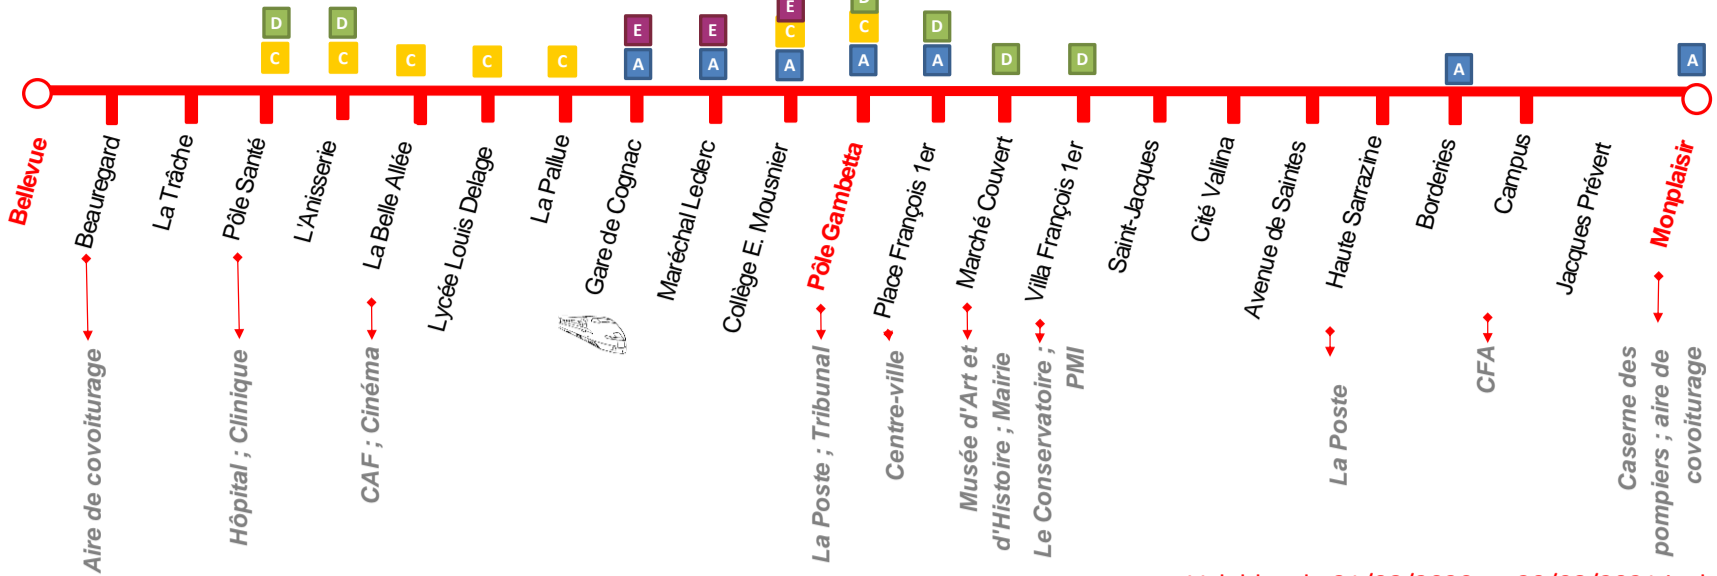 E
D
D
D
E
E
C
C
D
C
C
C
C
C
A
A
A
A
A
D
D
A
A
Bellevue
Beauregard
La Trâche
Pôle Santé
L'Anisserie
La Belle Allée
Lycée Louis Delage
La Pallue
Gare de Cognac
Maréchal Leclerc
Collège E. Mousnier
Pôle Gambetta
Place François 1er
Marché Couvert
Villa François 1er
Saint-Jacques
Cité Vallina
Avenue de Saintes
Haute Sarrazine
Borderies
Campus
Jacques Prévert
Monplaisir
Aire de covoiturage
Hôpital ; Clinique
CAF ; Cinéma
La Poste ; Tribunal
Centre-ville
Musée d'Art et
d'Histoire ; Mairie
Le Conservatoire ;
PMI
La Poste
CFA
Caserne des
pompiers ; aire de
covoiturage